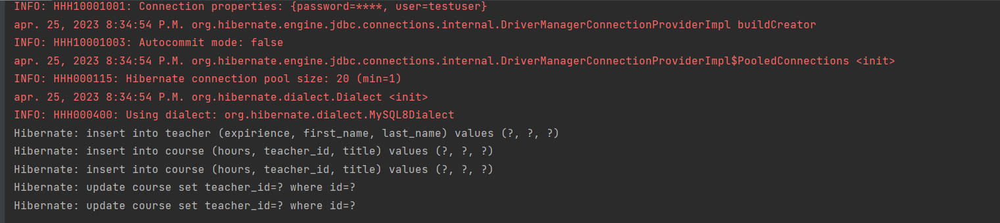 INFO: HHH10001001: Connection properties: {password=****, user=testuser}
apr. 25, 2023 8:34:54 P.M. org.hibernate.engine.jdbc.connections.internal.DriverManagerConnectionProviderImpl buildCreator
INFO: HHH10001003: Autocommit mode: false
apr. 25, 2023 8:34:54 P.M. org.hibernate.engine.jdbc.connections.internal.DriverManagerConnectionProviderImpl$PooledConnections <init>
INFO: HHH000115: Hibernate connection pool size: 20 (min=1)
apr. 25, 2023 8:34:54 P.M. org.hibernate.dialect.Dialect <init>
INFO: HHH000400: Using dialect: org.hibernate.dialect.MySQL8Dialect
Hibernate: insert into teacher (expirience, first_name, last_name) values (?, ?, ?)
Hibernate: insert into course (hours, teacher_id, title) values (?, ?, ?)
Hibernate: insert into course (hours, teacher_id, title) values (?, ?, ?)
Hibernate: update course set teacher_id=? where id=?
Hibernate: update course set teacher_id=? where id=?